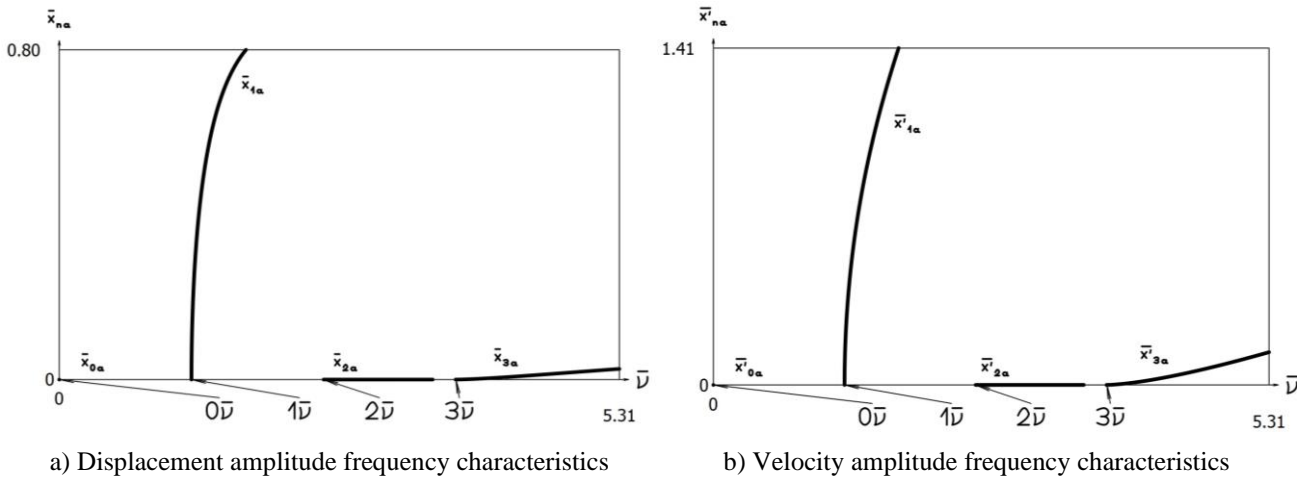 x̄ₙₐ
0.80
x̄₁ₐ
x̄₀ₐ
x̄₂ₐ
x̄₃ₐ
0
ν̄
0
0ν̄
1ν̄
2ν̄
3ν̄
5.31
a) Displacement amplitude frequency characteristics
x̄'ₙₐ
1.41
x̄'₁ₐ
x̄'₀ₐ
x̄'₂ₐ
x̄'₃ₐ
0
ν̄
0
0ν̄
1ν̄
2ν̄
3ν̄
5.31
b) Velocity amplitude frequency characteristics